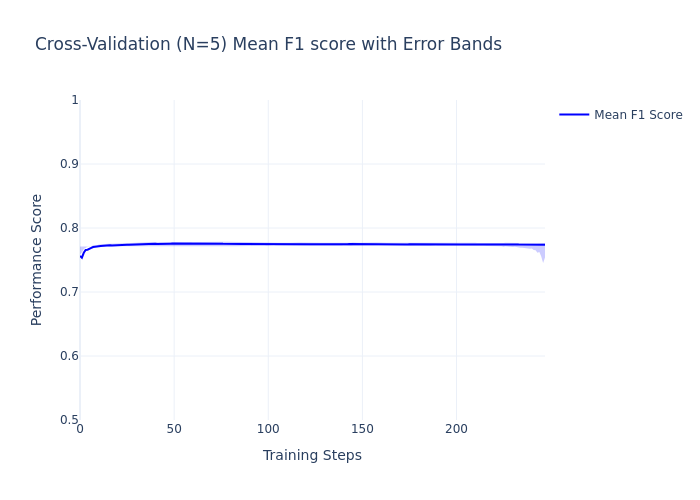 Cross-Validation (N=5) Mean F1 score with Error Bands
Mean F1 Score
Performance Score
1
0.9
0.8
0.7
0.6
0.5
0
50
100
150
200
Training Steps